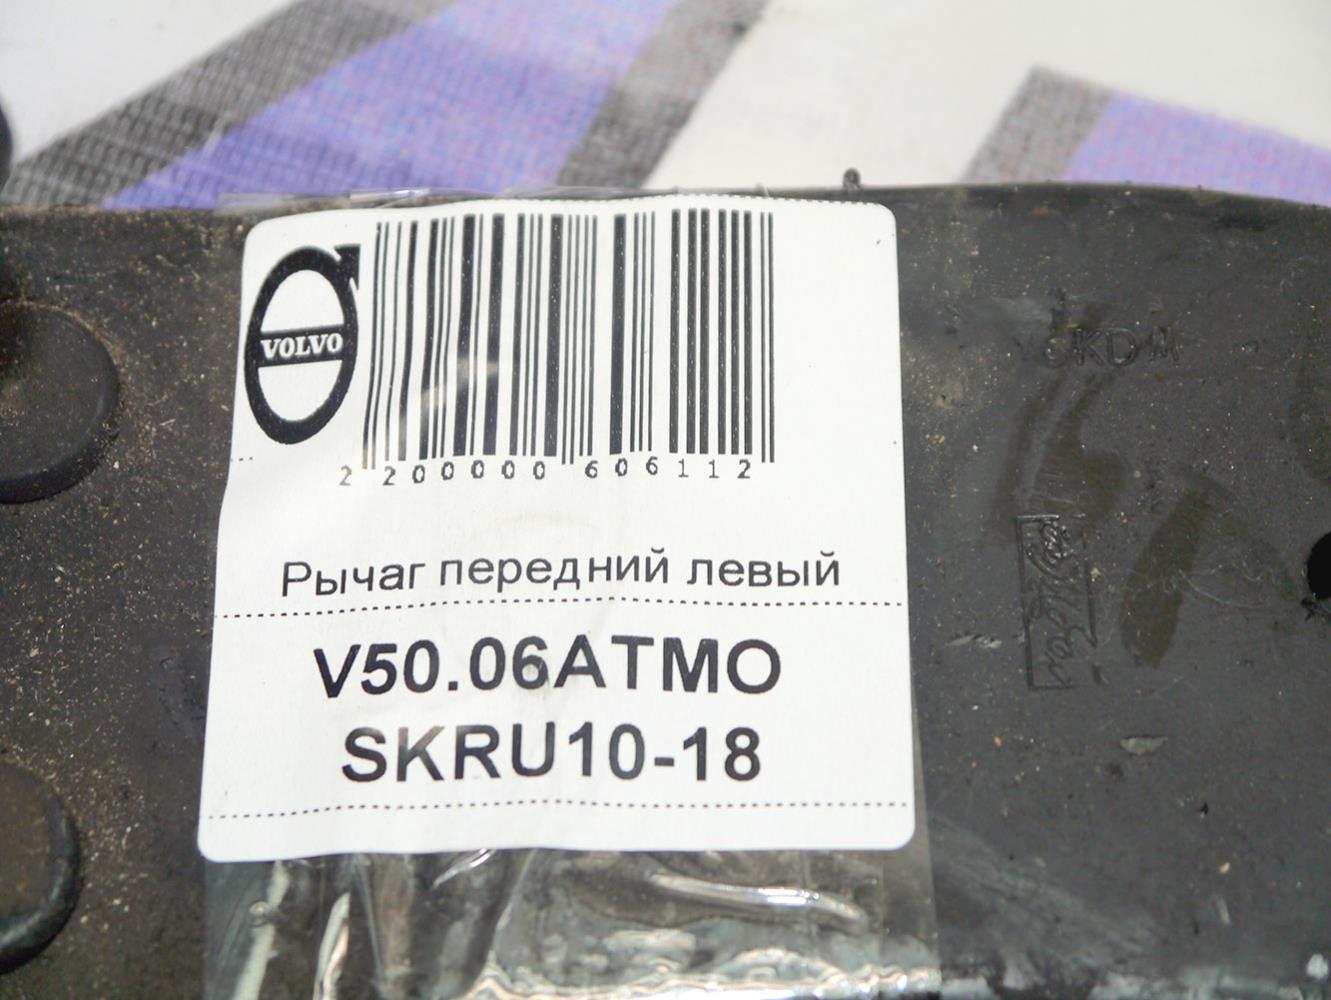 VOLVO
2 200000 606112
Рычаг передний левый
V50.06ATMO
SKRU10-18